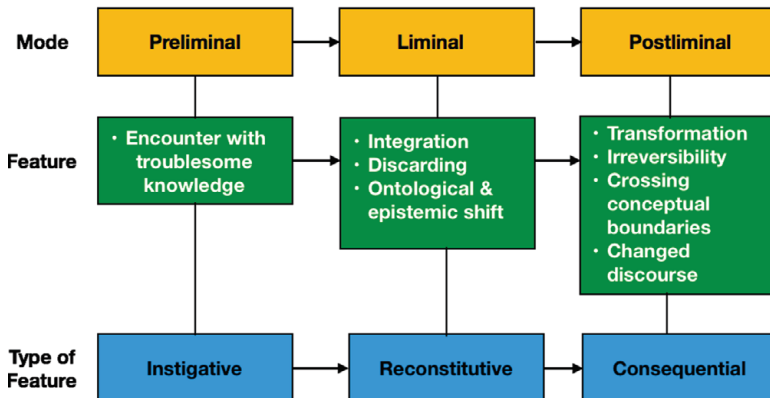 Mode
Preliminal
Liminal
Postliminal
Feature
• Encounter with
troublesome
knowledge
• Integration
• Discarding
• Ontological &
epistemic shift
• Transformation
• Irreversibility
• Crossing
conceptual
boundaries
• Changed
discourse
Type of
Feature
Instigative
Reconstitutive
Consequential